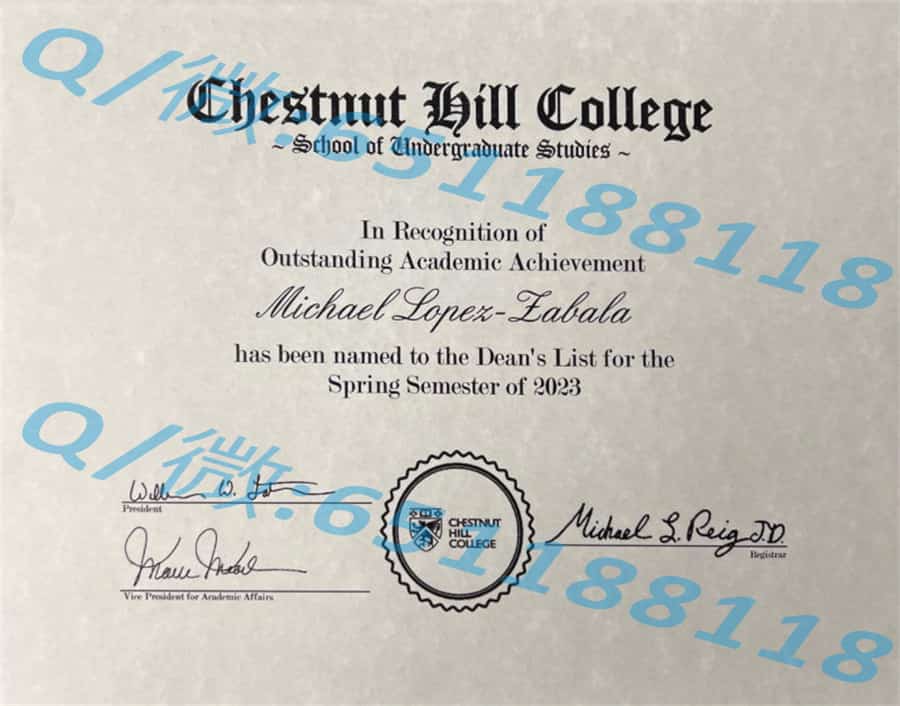 Chestnut Hill College
~ School of Undergraduate Studies ~
In Recognition of
Outstanding Academic Achievement
Michael Lopez-Zabala
has been named to the Dean's List for the
Spring Semester of 2023
President
Vice President for Academic Affairs
CHESTNUT
HILL
COLLEGE
Michael L. Reig J.D.
Registrar
Q/微:651188118
Q/微:651188118